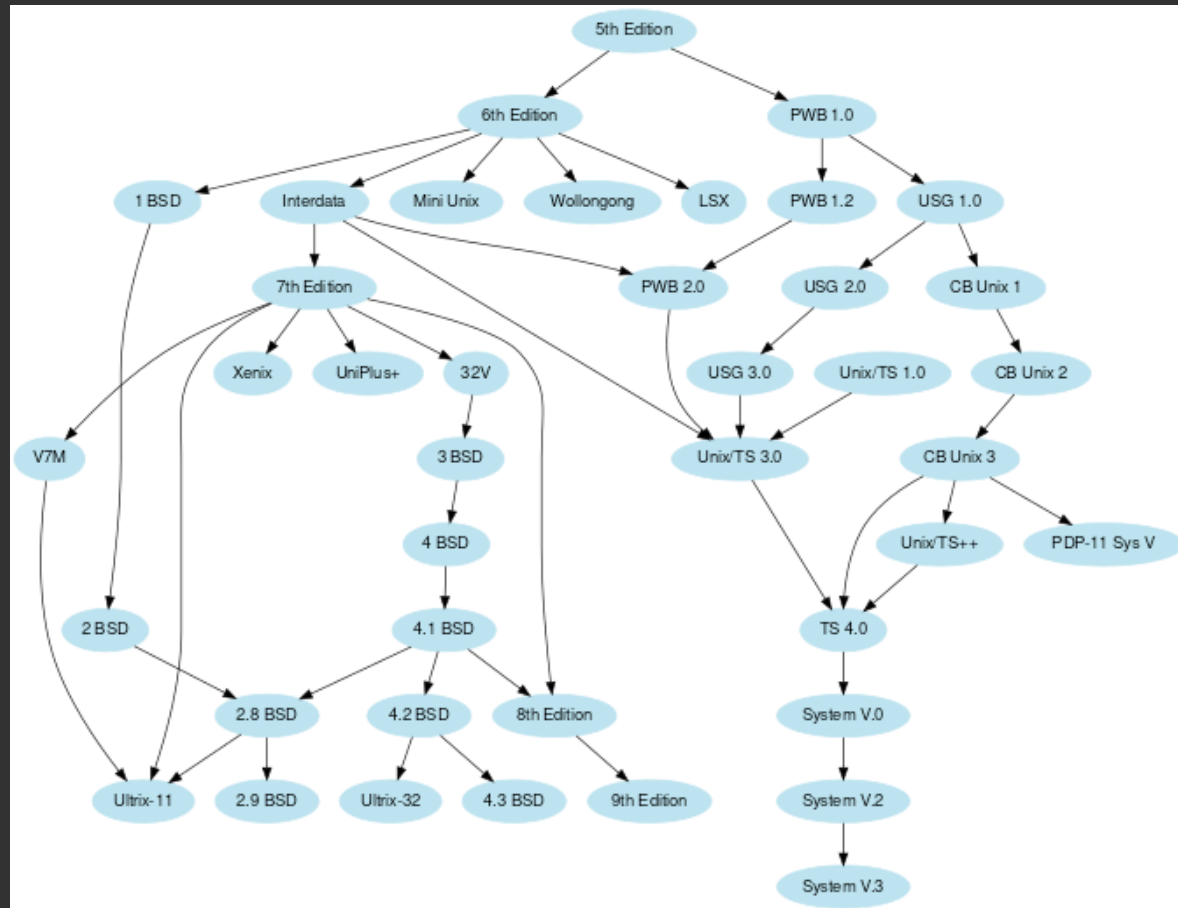 5th Edition
6th Edition
PWB 1.0
1 BSD
Interdata
Mini Unix
Wollongong
LSX
PWB 1.2
USG 1.0
7th Edition
PWB 2.0
USG 2.0
CB Unix 1
Xenix
UniPlus+
32V
USG 3.0
Unix/TS 1.0
CB Unix 2
V7M
3 BSD
Unix/TS 3.0
CB Unix 3
4 BSD
Unix/TS++
PDP-11 Sys V
2 BSD
4.1 BSD
TS 4.0
2.8 BSD
4.2 BSD
8th Edition
System V.0
Ultrix-11
2.9 BSD
Ultrix-32
4.3 BSD
9th Edition
System V.2
System V.3